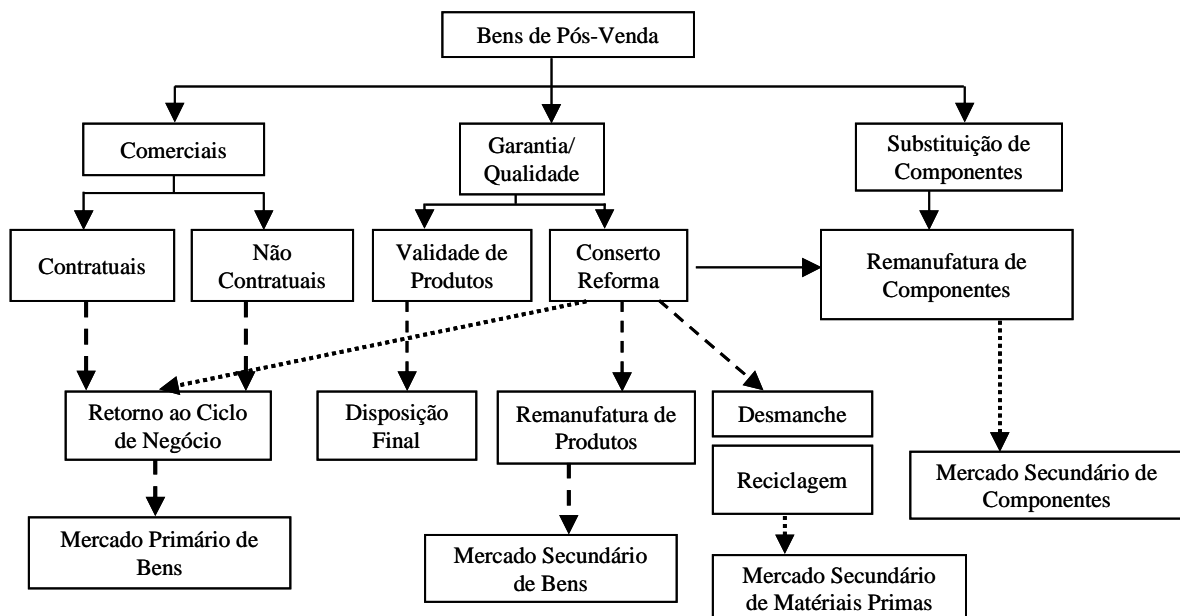 Bens de Pós-Venda
Comerciais
Garantia/
Qualidade
Substituição de
Componentes
Contratuais
Não
Contratuais
Validade de
Produtos
Conserto
Reforma
Remanufatura de
Componentes
Retorno ao Ciclo
de Negócio
Disposição
Final
Remanufatura de
Produtos
Desmanche
Reciclagem
Mercado Secundário de
Componentes
Mercado Primário de
Bens
Mercado Secundário
de Bens
Mercado Secundário
de Matériais Primas